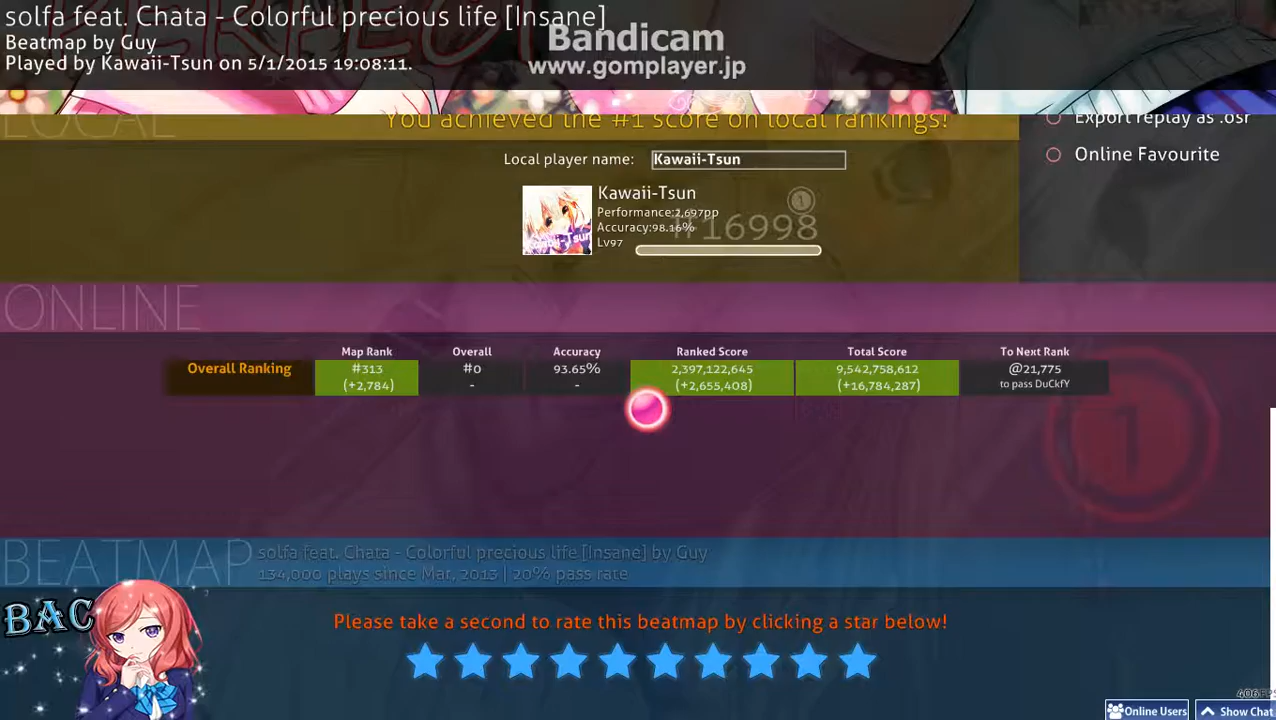 solfa feat. Chata - Colorful precious life [Insane]
Beatmap by Guy
Played by Kawaii-Tsun on 5/1/2015 19:08:11.
Bandicam
www.gomplayer.jp
PERFECT
LOCAL
You achieved the #1 score on local rankings!
Export replay as .osr
Online Favourite
Local player name: Kawaii-Tsun
Kawaii-Tsun
Performance:2,697pp
Accuracy:98.16%
Lv97
#16998
1
ONLINE
Map Rank Overall Accuracy Ranked Score Total Score To Next Rank
Overall Ranking #313 #0 93.65% 2,397,122,645 9,542,758,612 @21,775
(+2,784) - - (+2,655,408) (+16,784,287) to pass DuCkfY
1
BEATMAP
solfa feat. Chata - Colorful precious life [Insane] by Guy
134,000 plays since Mar, 2013 | 20% pass rate
BAC
Please take a second to rate this beatmap by clicking a star below!
Online Users
Show Chat